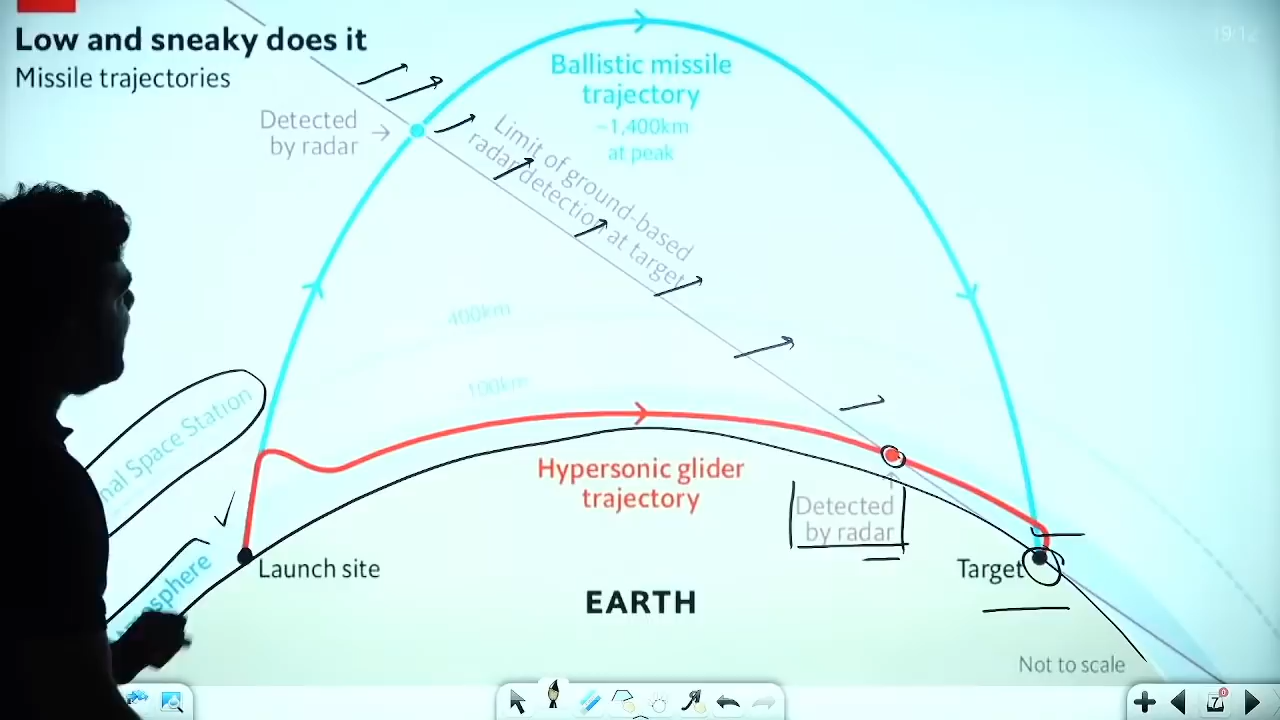 Low and sneaky does it
Missile trajectories
19:12
Ballistic missile
trajectory
~1,400km
at peak
Detected
by radar
Limit of ground-based
radar detection at target
400km
100km
nal Space Station
Hypersonic glider
trajectory
Detected
by radar
Launch site
Target
EARTH
Not to scale